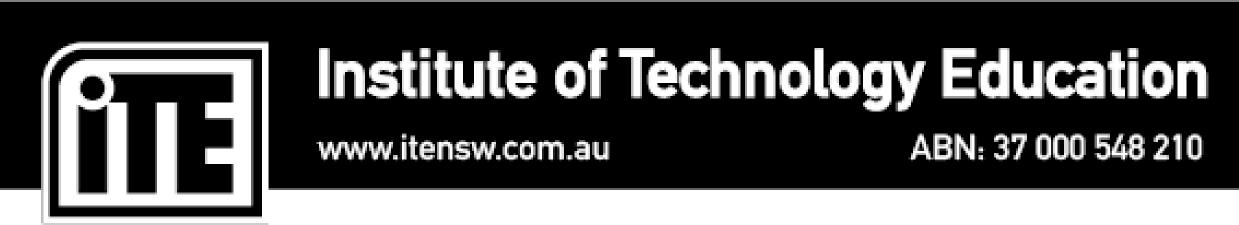 iTE
Institute of Technology Education
www.itensw.com.au ABN: 37 000 548 210